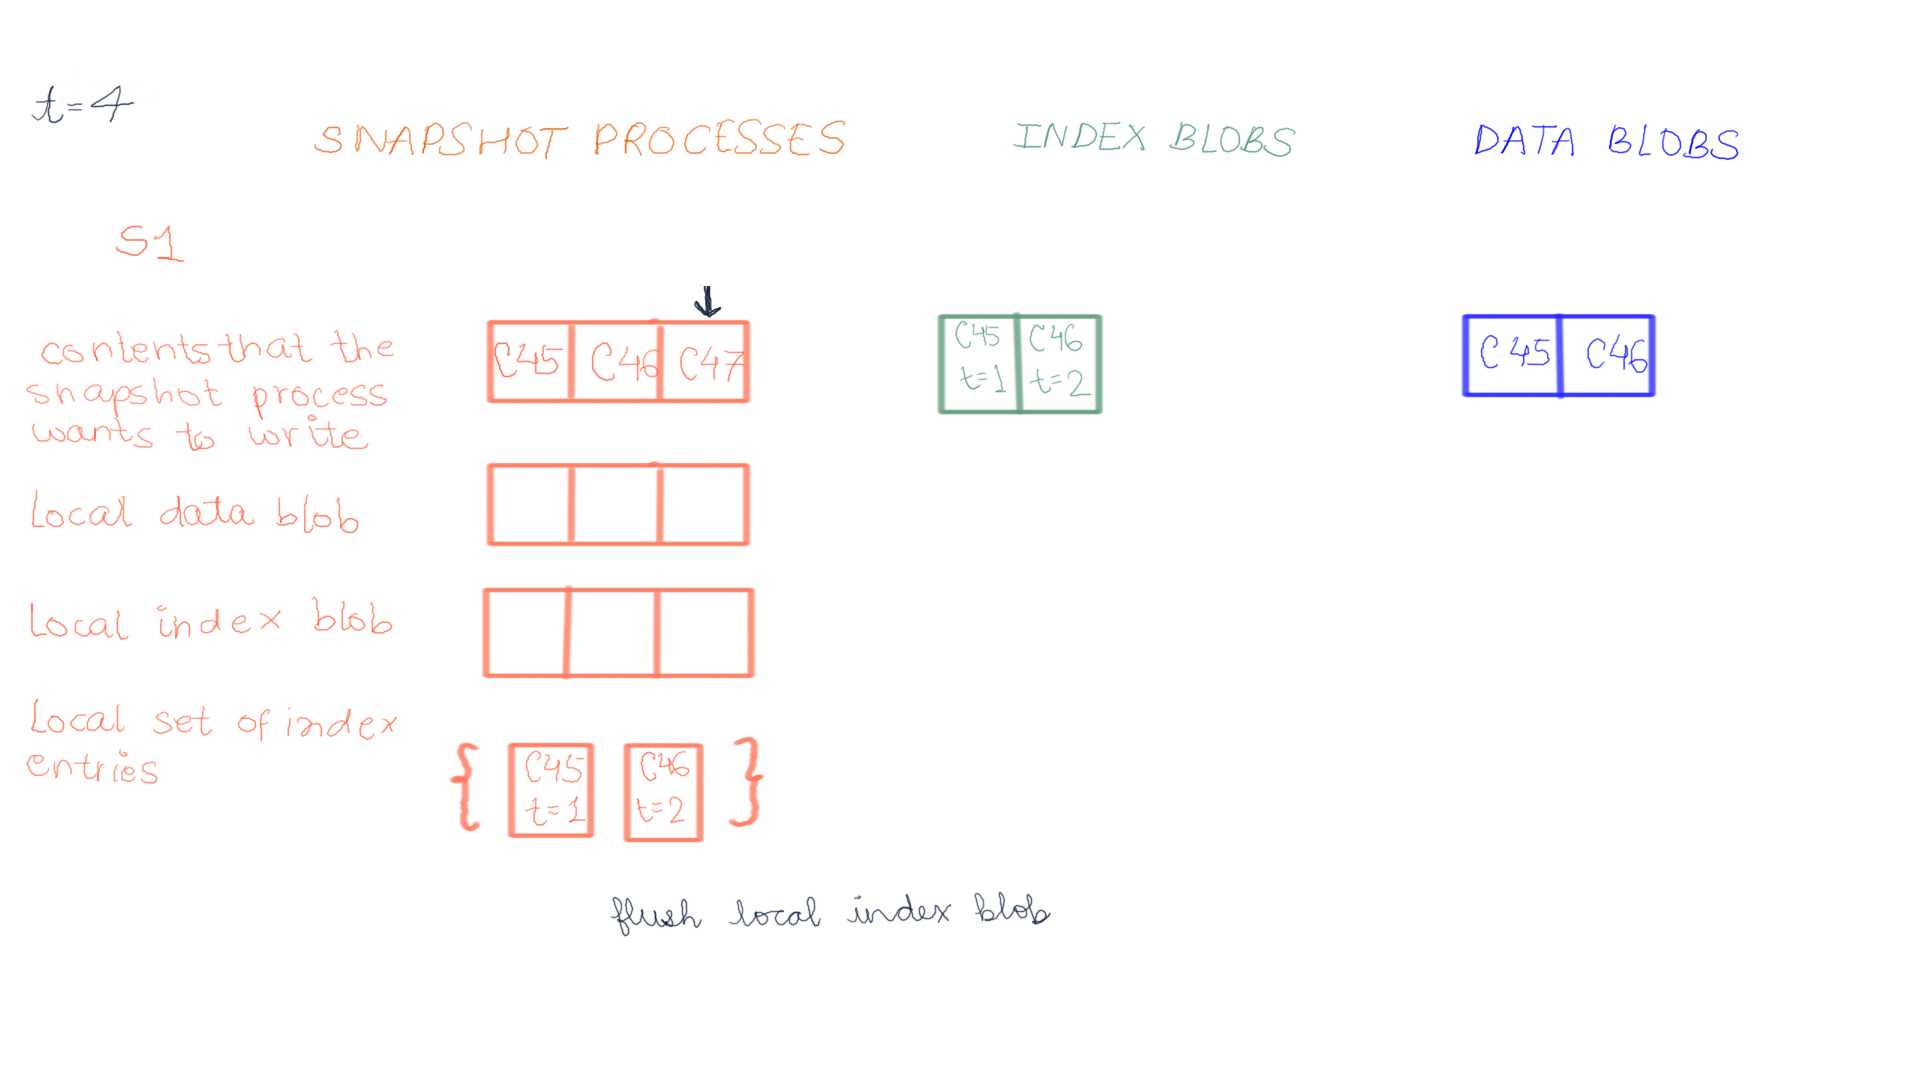 t=4
SNAPSHOT PROCESSES
INDEX BLOBS
DATA BLOBS
S1
contents that the
snapshot process
wants to write
C45 C46 C47
C45 C46
t=1 t=2
C45 C46
Local data blob
Local index blob
Local set of index
entries
{ C45 C46 }
t=1 t=2
flush local index blob